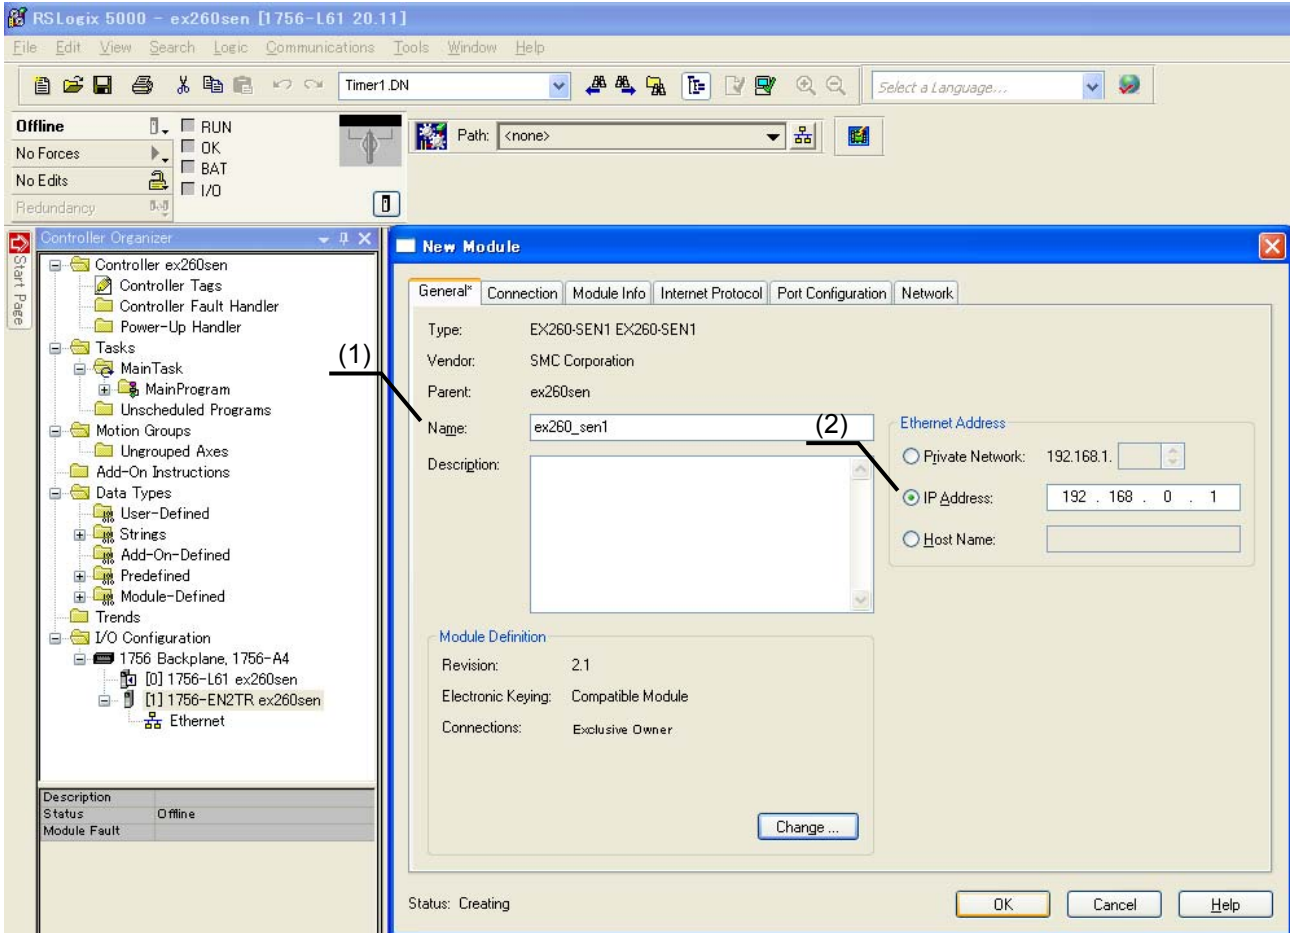 RSLogix 5000 - ex260sen [1756-L61 20.11]
File Edit View Search Logic Communications Tools Window Help
Timer1.DN
Select a Language...
Offline
RUN
No Forces
OK
No Edits
BAT
Redundancy
I/O
Path: <none>
Start Page
Controller Organizer
Controller ex260sen
Controller Tags
Controller Fault Handler
Power-Up Handler
Tasks
MainTask
MainProgram
Unscheduled Programs
Motion Groups
Ungrouped Axes
Add-On Instructions
Data Types
User-Defined
Strings
Add-On-Defined
Predefined
Module-Defined
Trends
I/O Configuration
1756 Backplane, 1756-A4
[0] 1756-L61 ex260sen
[1] 1756-EN2TR ex260sen
Ethernet
Description
Status Offline
Module Fault
New Module
General* Connection Module Info Internet Protocol Port Configuration Network
Type: EX260-SEN1 EX260-SEN1
Vendor: SMC Corporation
Parent: ex260sen
(1)
Name: ex260_sen1
Description:
(2)
Ethernet Address
Private Network: 192.168.1.
IP Address: 192 . 168 . 0 . 1
Host Name:
Module Definition
Revision: 2.1
Electronic Keying: Compatible Module
Connections: Exclusive Owner
Change ...
Status: Creating
OK Cancel Help